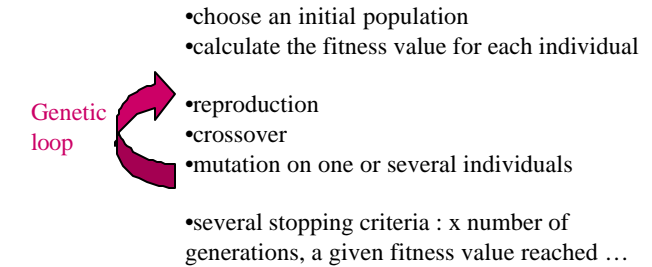 •choose an initial population
•calculate the fitness value for each individual
Genetic
loop
•reproduction
•crossover
•mutation on one or several individuals
•several stopping criteria : x number of
generations, a given fitness value reached …